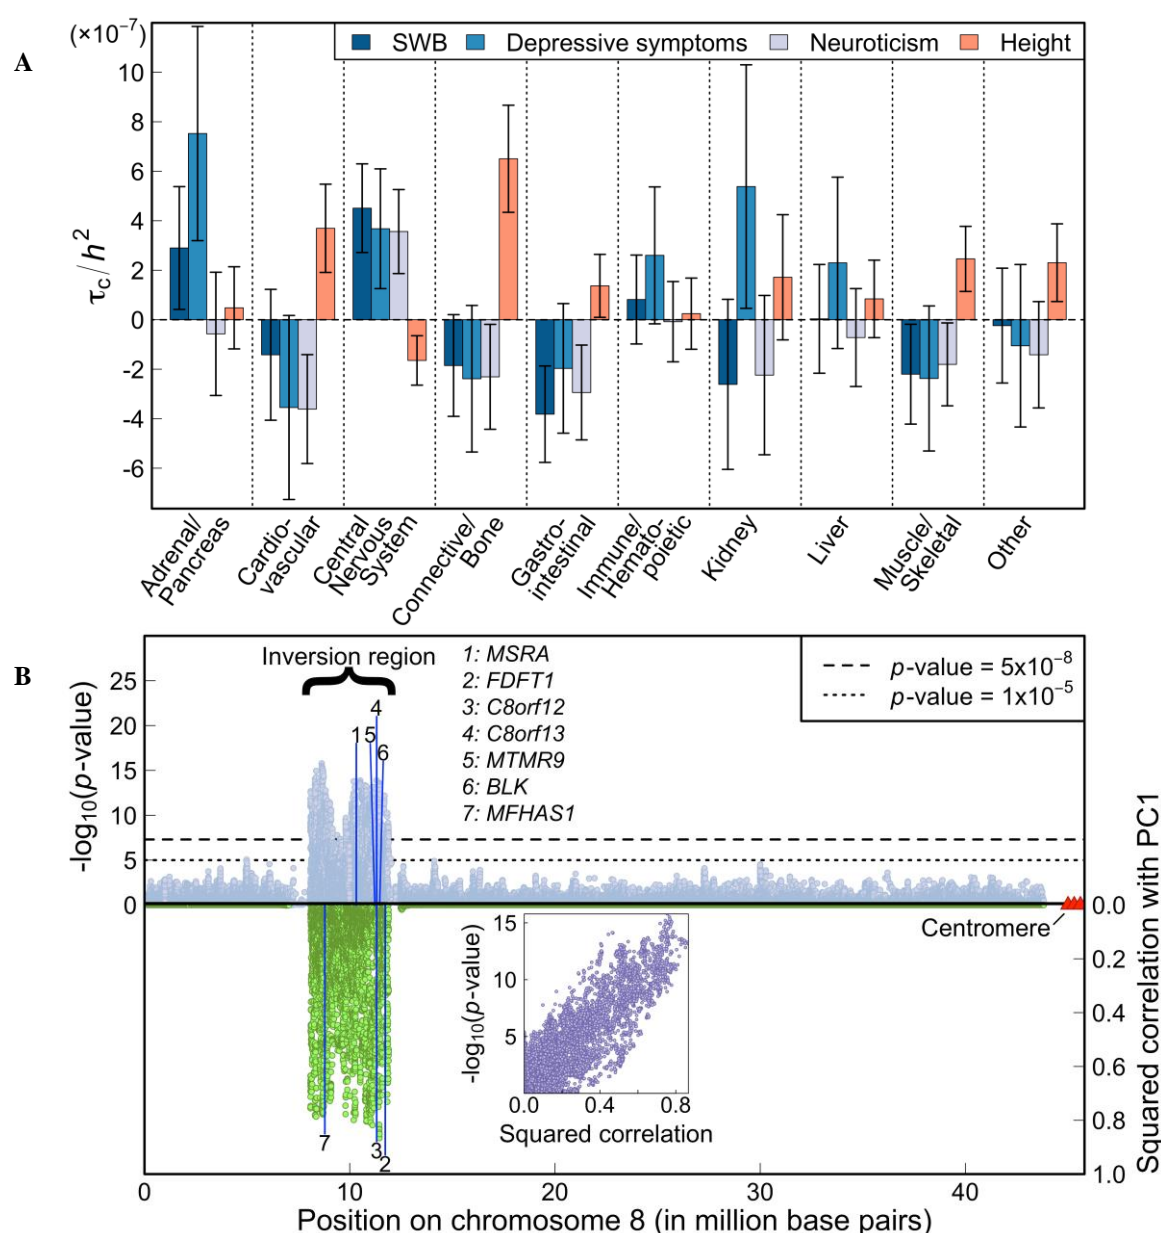 A
(×10⁻⁷)
SWB Depressive symptoms Neuroticism Height
10
8
6
4
2
0
-2
-4
-6
τc/h²
Adrenal/
Pancreas
Cardio-
vascular
Central
Nervous
System
Connective/
Bone
Gastro-
intestinal
Immune/
Hemato-
poietic
Kidney
Liver
Muscle/
Skeletal
Other
B
Inversion region
1: MSRA
2: FDFT1
3: C8orf12
4: C8orf13
5: MTMR9
6: BLK
7: MFHAS1
p-value = 5x10⁻⁸
p-value = 1x10⁻⁵
4
15
6
25
20
15
10
5
0
-log₁₀(p-value)
Centromere
0.0
0.2
0.4
0.6
0.8
1.0
Squared correlation with PC1
15
10
5
-log₁₀(p-value)
0.0 0.4 0.8
Squared correlation
7
3
2
0 10 20 30 40
Position on chromosome 8 (in million base pairs)